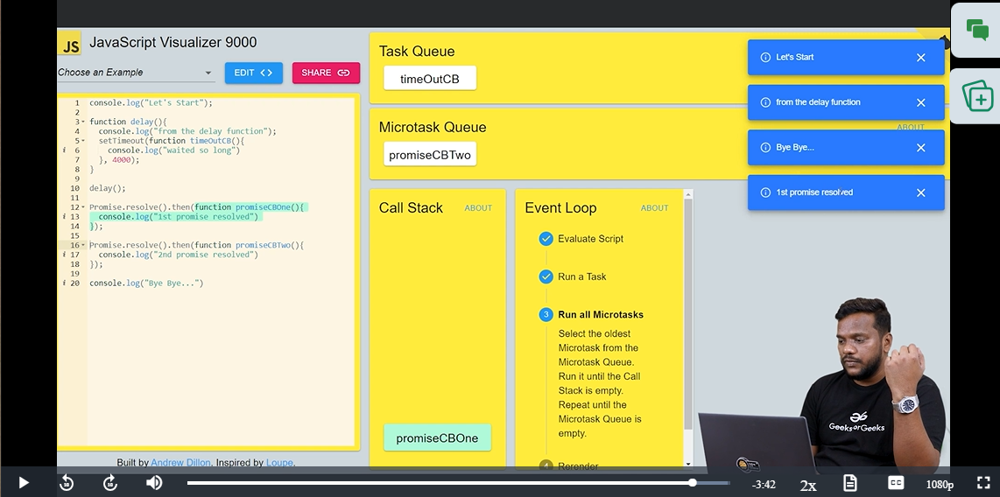 JS
JavaScript Visualizer 9000
Choose an Example
EDIT
SHARE
1 console.log("Let's Start");
2
3 function delay(){
4 console.log("from the delay function");
5 setTimeout(function timeOutCB(){
i 6 console.log("waited so long")
7 }, 4000);
8 }
9
10 delay();
11
12 Promise.resolve().then(function promiseCBOne(){
i 13 console.log("1st promise resolved")
14 });
15
16 Promise.resolve().then(function promiseCBTwo(){
i 17 console.log("2nd promise resolved")
18 });
19
i 20 console.log("Bye Bye...")
Built by Andrew Dillon. Inspired by Loupe.
Task Queue
timeOutCB
Microtask Queue
ABOUT
promiseCBTwo
Call Stack
ABOUT
promiseCBOne
Event Loop
ABOUT
Evaluate Script
Run a Task
3 Run all Microtasks
Select the oldest
Microtask from the
Microtask Queue.
Run it until the Call
Stack is empty.
Repeat until the
Microtask Queue is
empty.
4 Rerender
Let's Start
from the delay function
Bye Bye...
1st promise resolved
GeeksforGeeks
10
10
-3:42
2x
CC
1080p